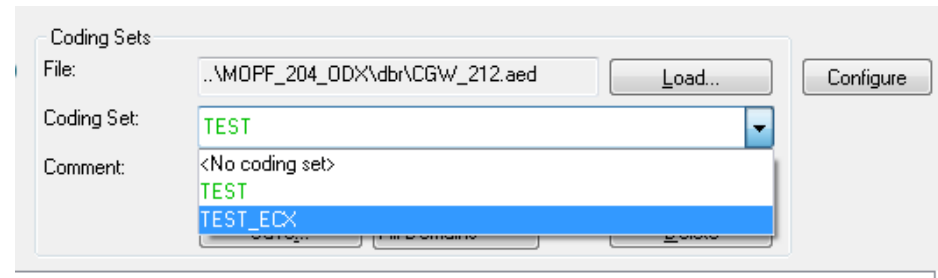 Coding Sets
File:
..\MOPF_204_ODX\dbr\CGW_212.aed
Load...
Configure
Coding Set:
TEST
Comment:
<No coding set>
TEST
TEST_ECX